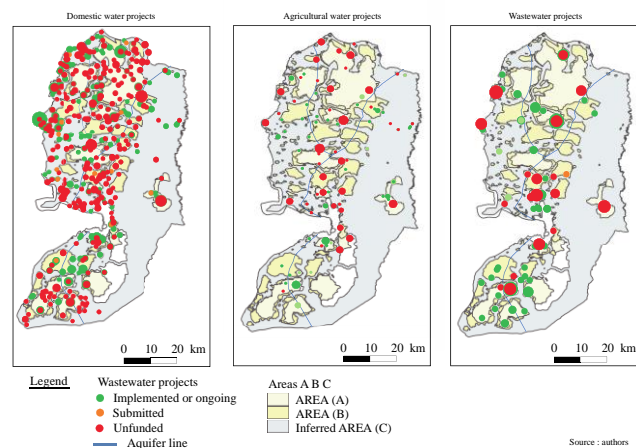 Domestic water projects
Agricultural water projects
Wastewater projects
0 10 20 km
0 10 20 km
0 10 20 km
Legend
Wastewater projects
Implemented or ongoing
Submitted
Unfunded
Aquifer line
Areas A B C
AREA (A)
AREA (B)
Inferred AREA (C)
Source : authors